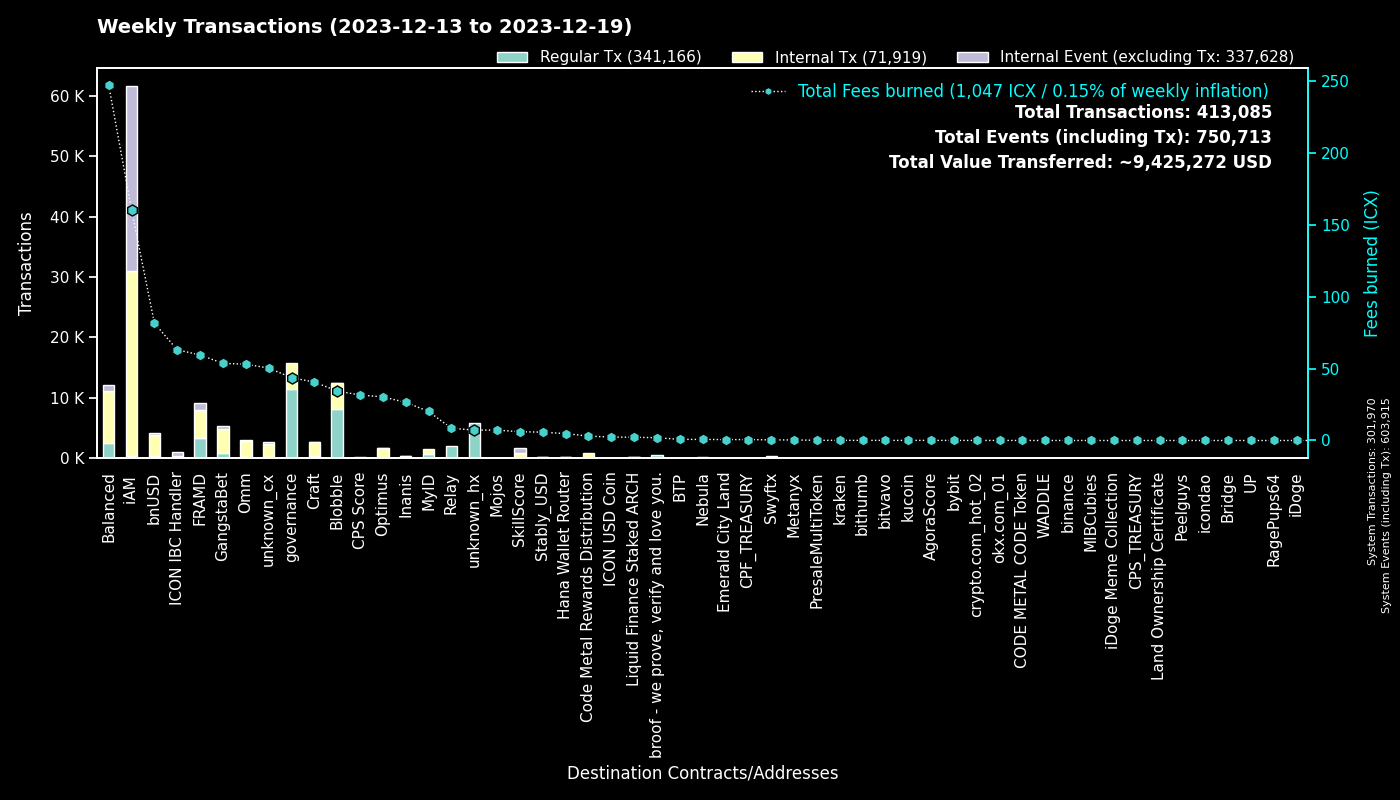 Weekly Transactions (2023-12-13 to 2023-12-19)
Regular Tx (341,166)
Internal Tx (71,919)
Internal Event (excluding Tx: 337,628)
Total Fees burned (1,047 ICX / 0.15% of weekly inflation)
Total Transactions: 413,085
Total Events (including Tx): 750,713
Total Value Transferred: ~9,425,272 USD
Transactions
60 K
50 K
40 K
30 K
20 K
10 K
0 K
250
200
150
100
50
0
Fees burned (ICX)
Balanced
iAM
bnUSD
ICON IBC Handler
FRAMD
GangstaBet
Omm
unknown_cx
governance
Craft
Blobble
CPS Score
Optimus
Inanis
MyID
Relay
unknown_hx
Mojos
SkillScore
Stably_USD
Hana Wallet Router
Code Metal Rewards Distribution
ICON USD Coin
Liquid Finance Staked ARCH
broof - we prove, verify and love you.
BTP
Nebula
Emerald City Land
CPF_TREASURY
Swyftx
Metanyx
PresaleMultiToken
kraken
bithumb
bitvavo
kucoin
AgoraScore
bybit
crypto.com_hot_02
okx.com_01
CODE METAL CODE Token
WADDLE
binance
MIBCubies
iDoge Meme Collection
CPS_TREASURY
Land Ownership Certificate
Peelguys
icondao
Bridge
UP
RagePups64
iDoge
Destination Contracts/Addresses
System Transactions: 301,970
System Events (including Tx): 603,915